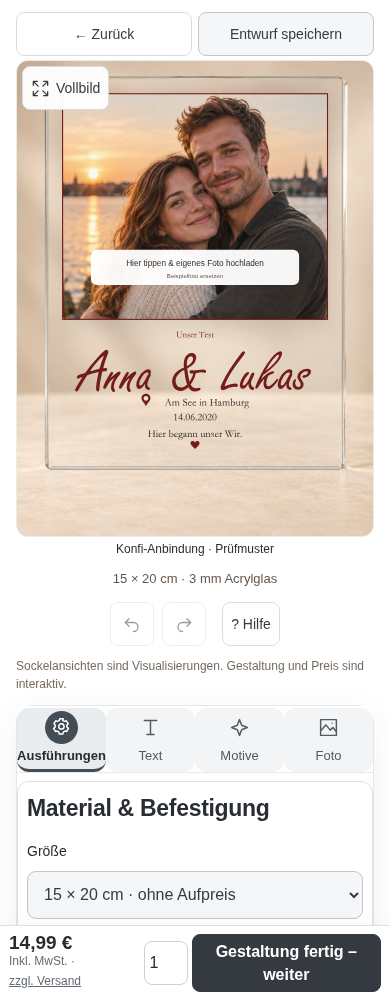 ← Zurück
Entwurf speichern
Vollbild
Hier tippen & eigenes Foto hochladen
Beispielfoto ersetzen
Unser Test
Anna & Lukas
Am See in Hamburg
14.06.2020
Hier begann unser Wir.
Konfi-Anbindung · Prüfmuster
15 × 20 cm · 3 mm Acrylglas
? Hilfe
Sockelansichten sind Visualisierungen. Gestaltung und Preis sind
interaktiv.
Ausführungen
Text
Motive
Foto
Material & Befestigung
Größe
15 × 20 cm · ohne Aufpreis
14,99 €
Inkl. MwSt. ·
zzgl. Versand
1
Gestaltung fertig –
weiter